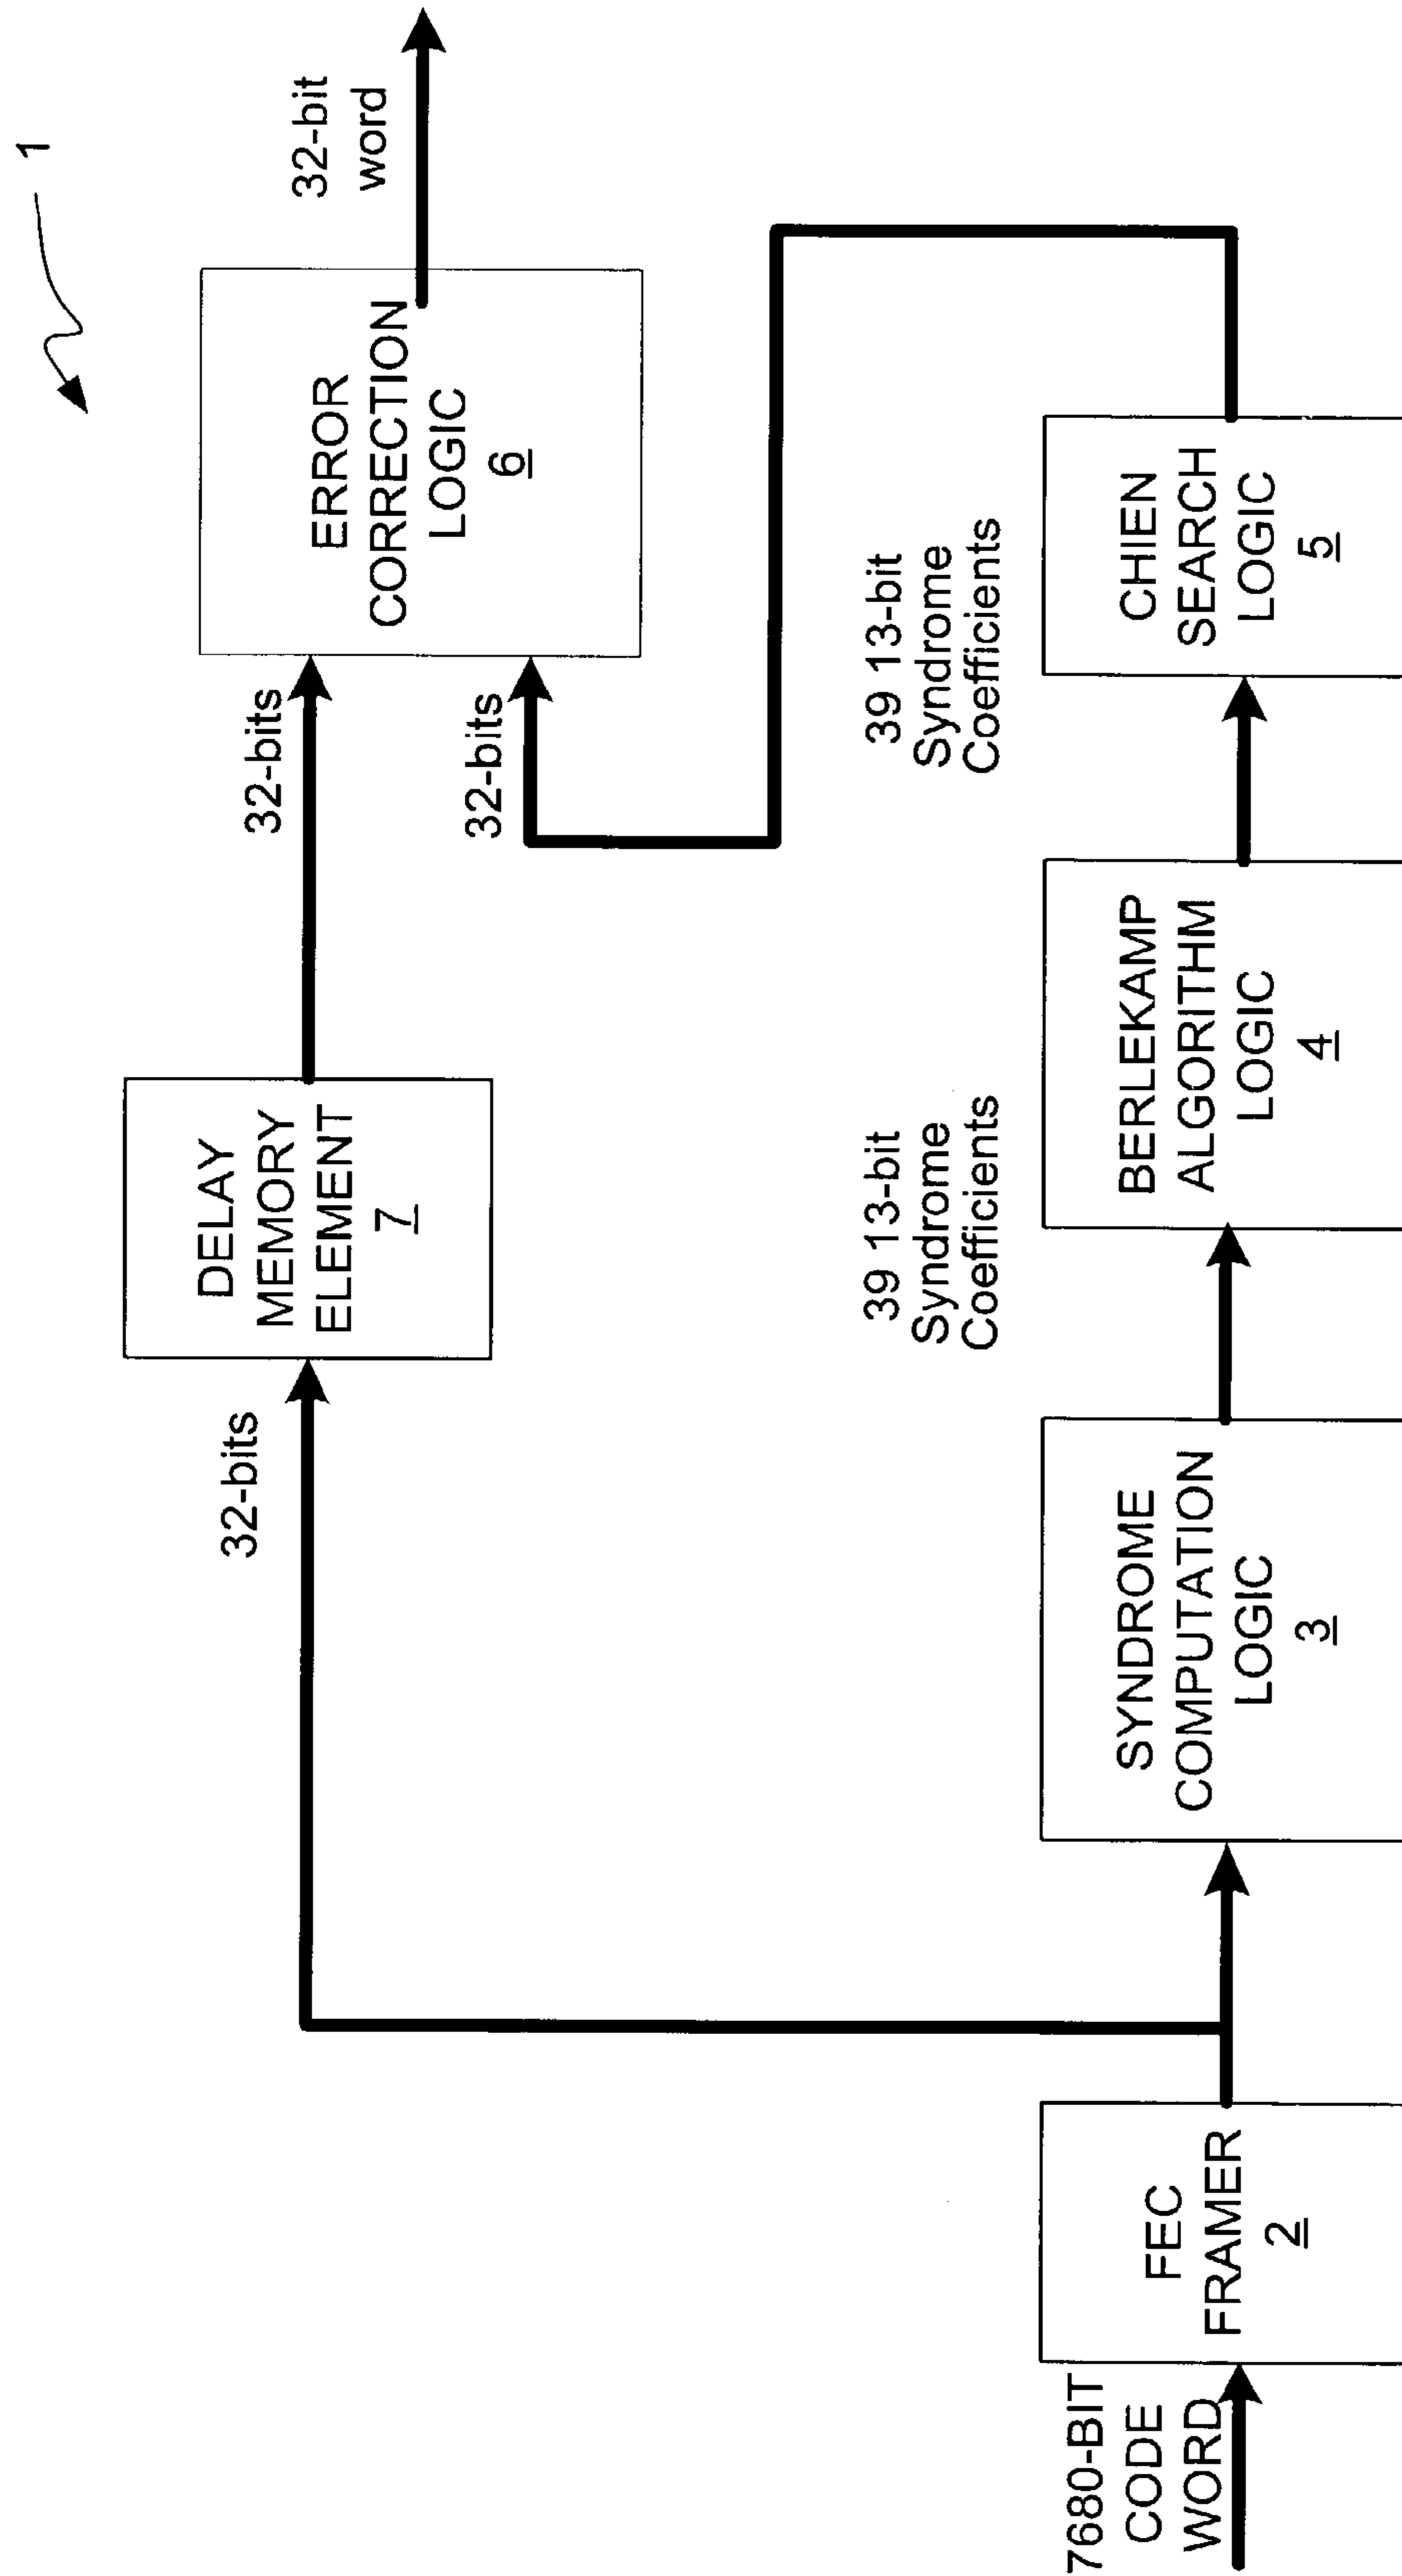 1
32-bit
word
ERROR
CORRECTION
LOGIC
6
32-bits
32-bits
DELAY
MEMORY
ELEMENT
7
32-bits
7680-BIT
CODE
WORD
FEC
FRAMER
2
SYNDROME
COMPUTATION
LOGIC
3
39 13-bit
Syndrome
Coefficients
BERLEKAMP
ALGORITHM
LOGIC
4
39 13-bit
Syndrome
Coefficients
CHIEN
SEARCH
LOGIC
5